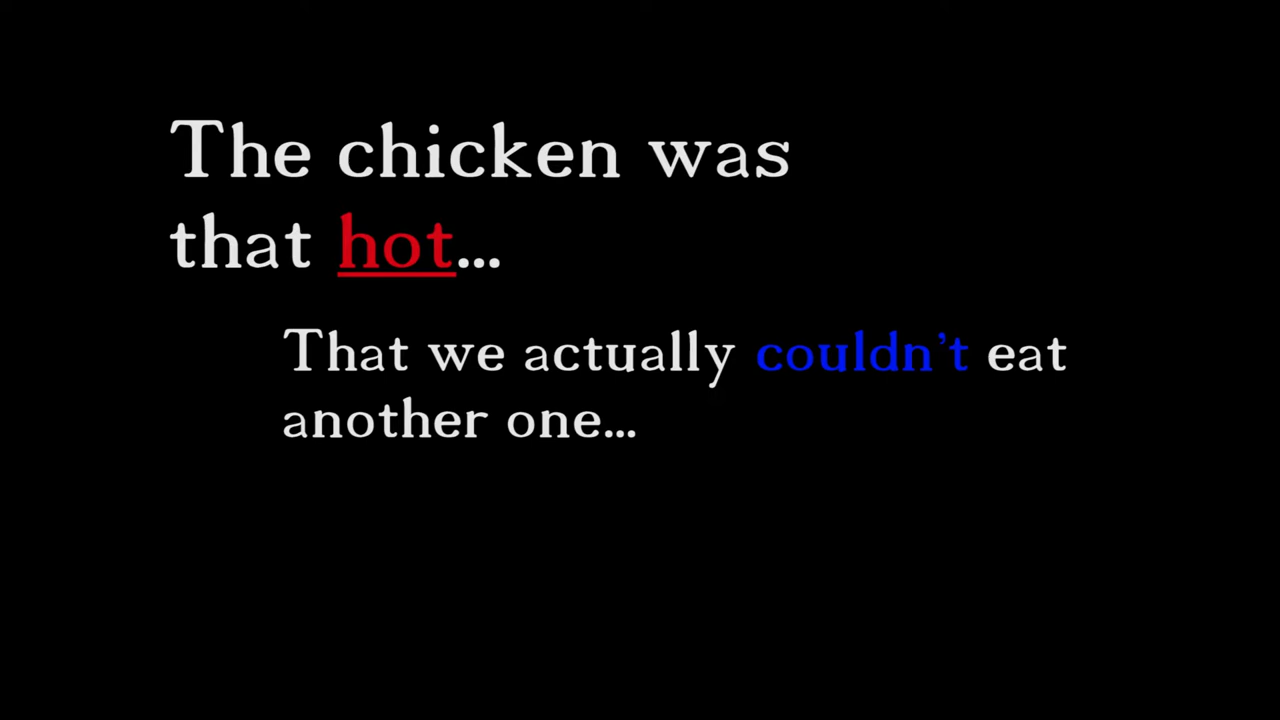 The chicken was
that hot...
That we actually couldn't eat
another one...